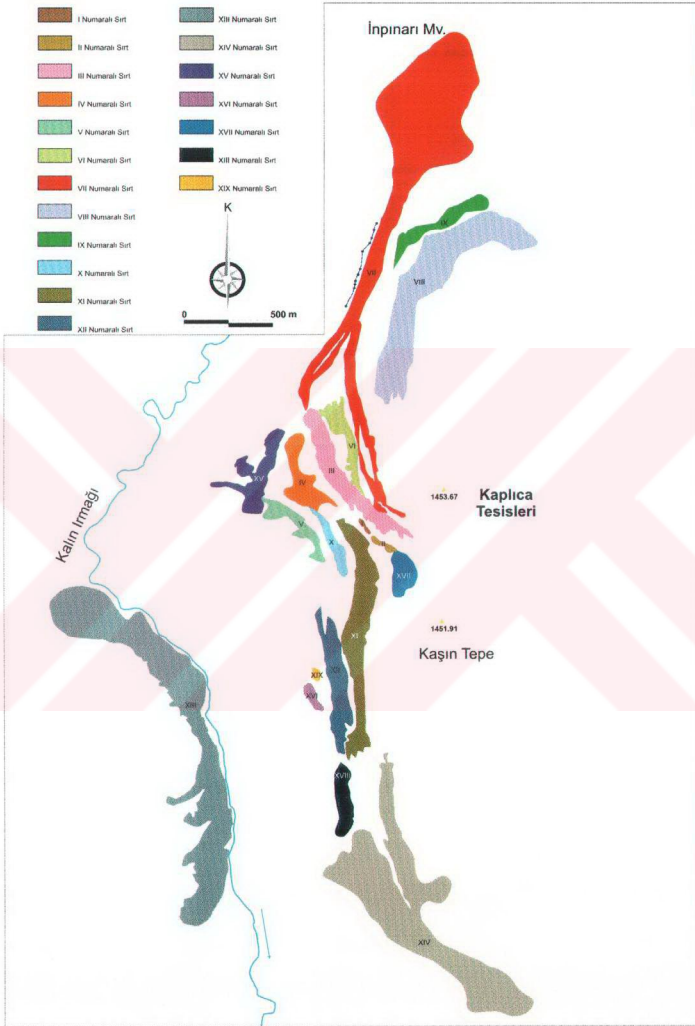 I Numaralı Sırt
II Numaralı Sırt
III Numaralı Sırt
IV Numaralı Sırt
V Numaralı Sırt
VI Numaralı Sırt
VII Numaralı Sırt
VIII Numaralı Sırt
IX Numaralı Sırt
X Numaralı Sırt
XI Numaralı Sırt
XII Numaralı Sırt
XIII Numaralı Sırt
XIV Numaralı Sırt
XV Numaralı Sırt
XVI Numaralı Sırt
XVII Numaralı Sırt
XIII Numaralı Sırt
XIX Numaralı Sırt
K
0 500 m
İnpınarı Mv.
IX
VII
VIII
VI
III
XV
IV
1453.67
Kaplıca
Tesisleri
Kalın Irmağı
V
X
I
II
XVII
1451.91
XI
Kaşın Tepe
XII
XIX
XVI
XIII
XVIII
XIV